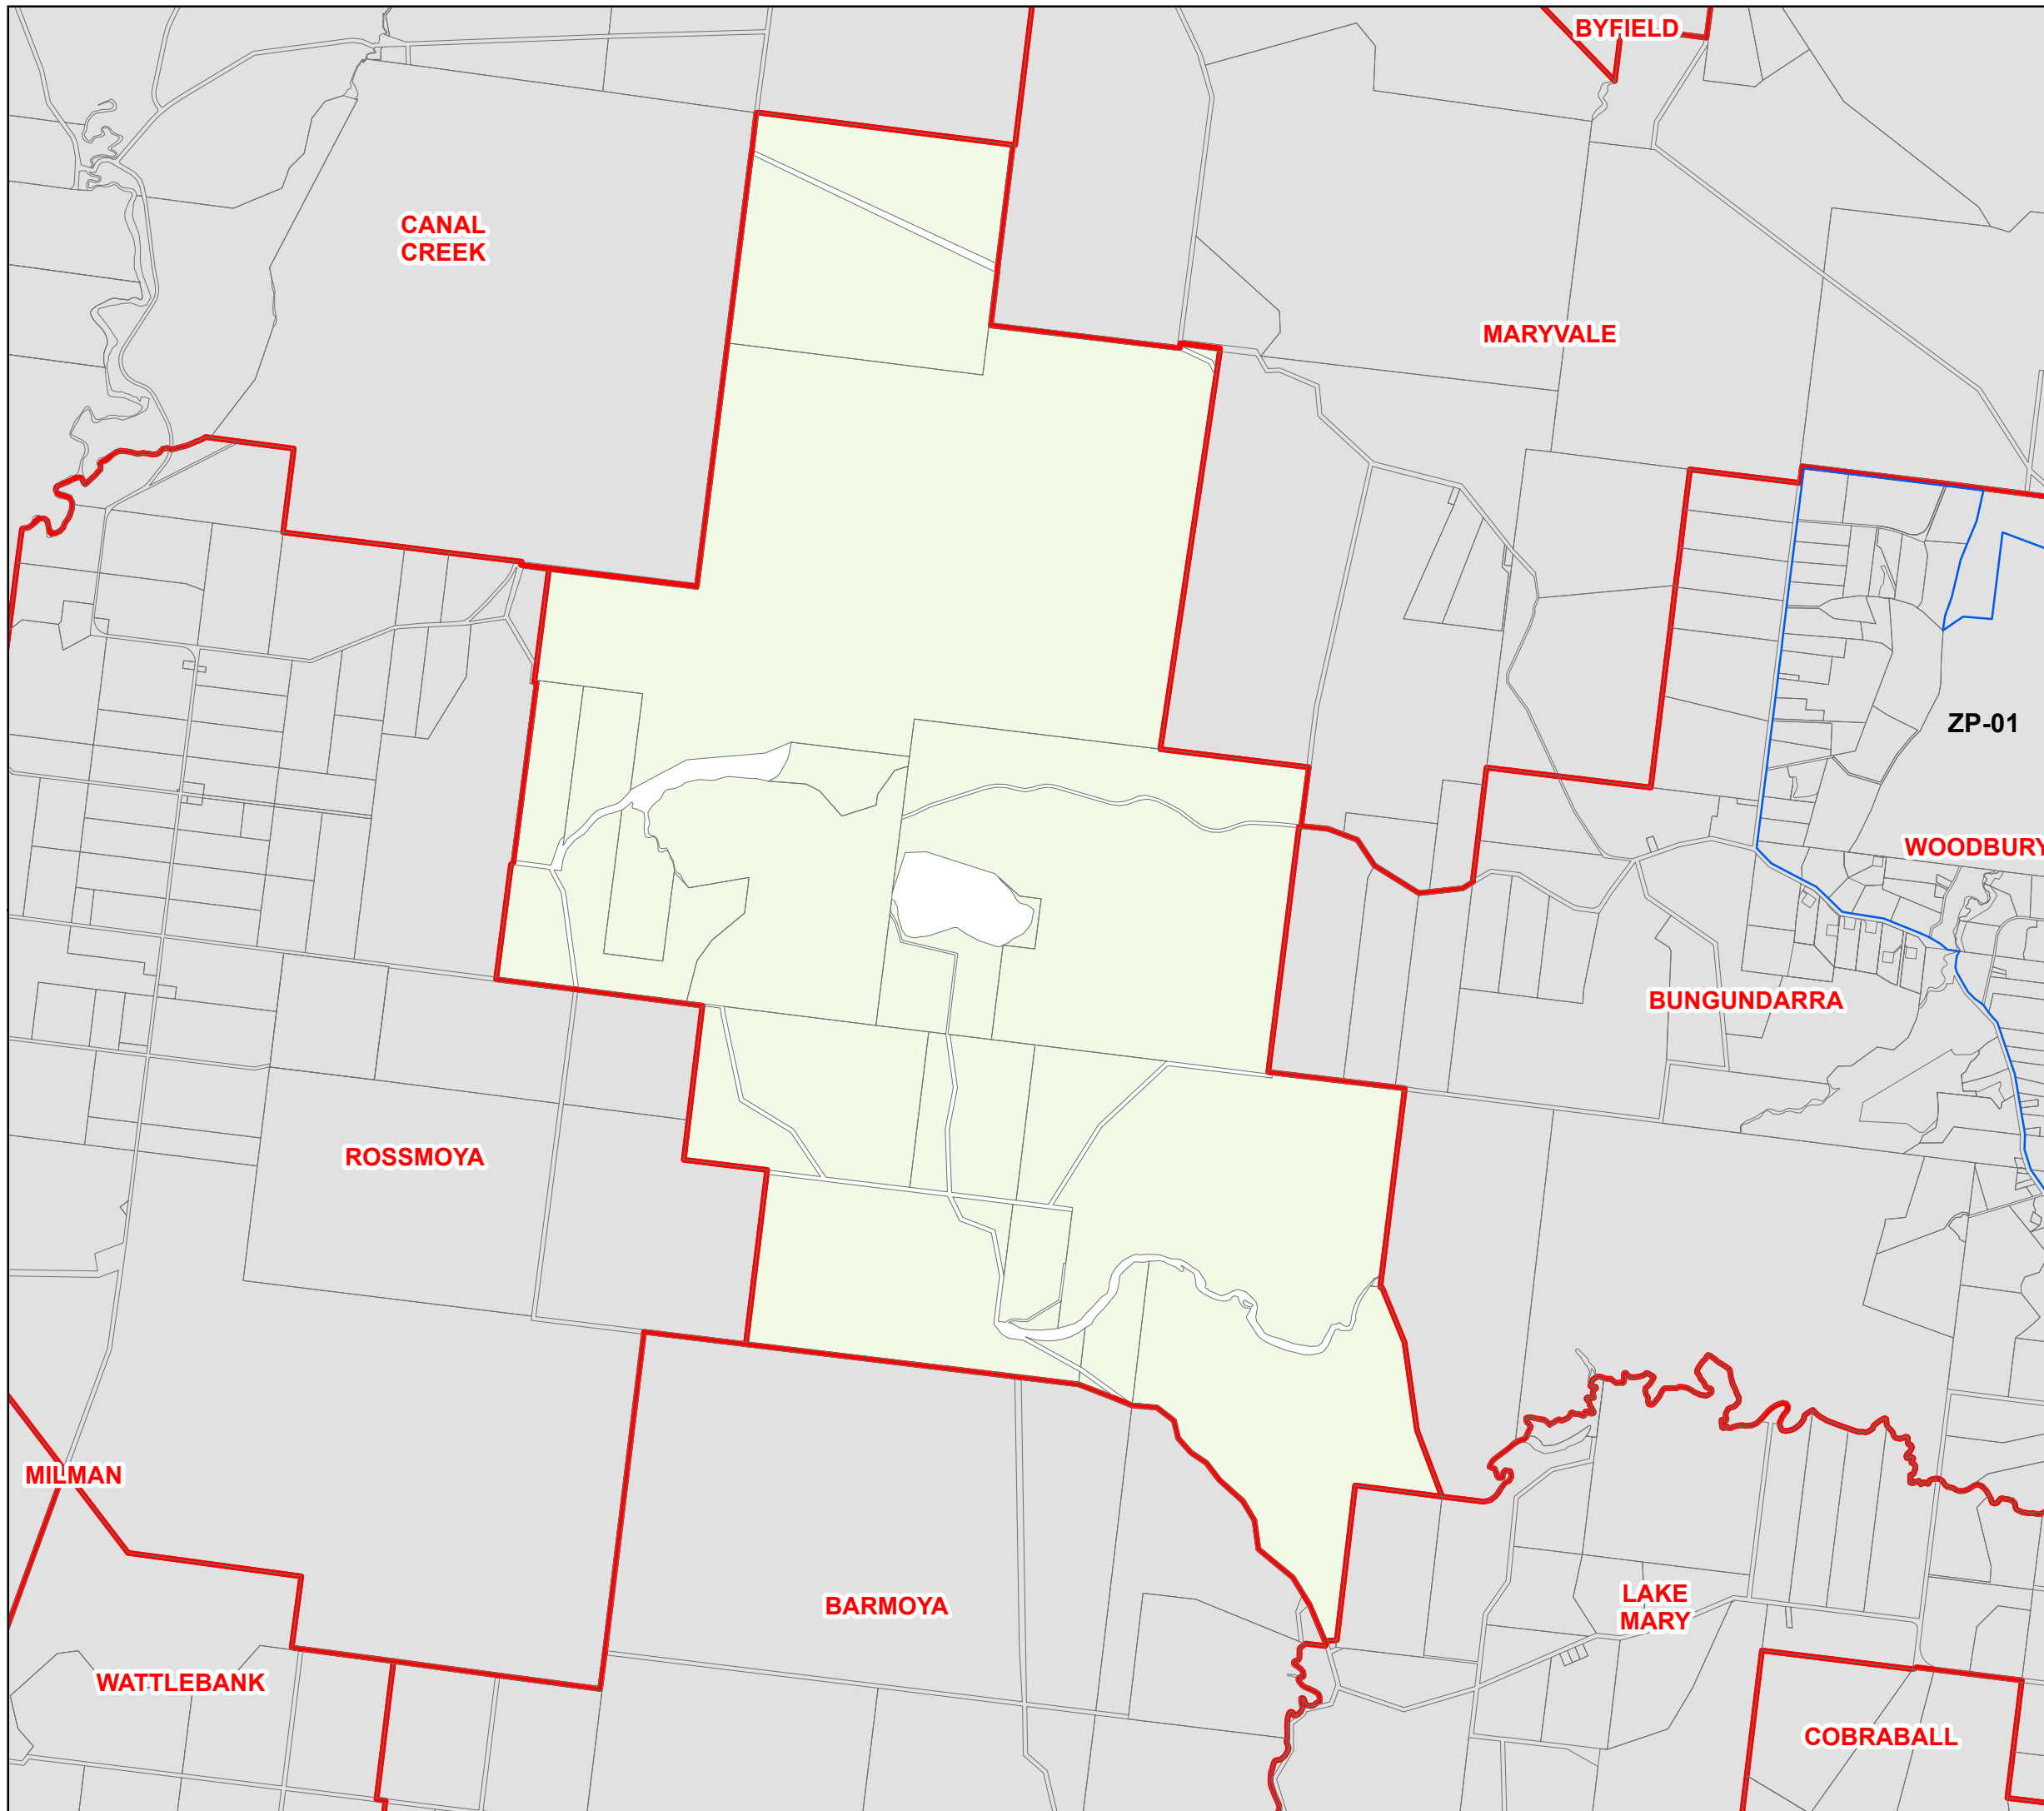 BYFIELD
CANAL
CREEK
MARYVALE
ZP-01
WOODBURY
BUNGUNDARRA
ROSSMOYA
MILMAN
BARMOYA
LAKE
MARY
WATTLEBANK
COBRABALL